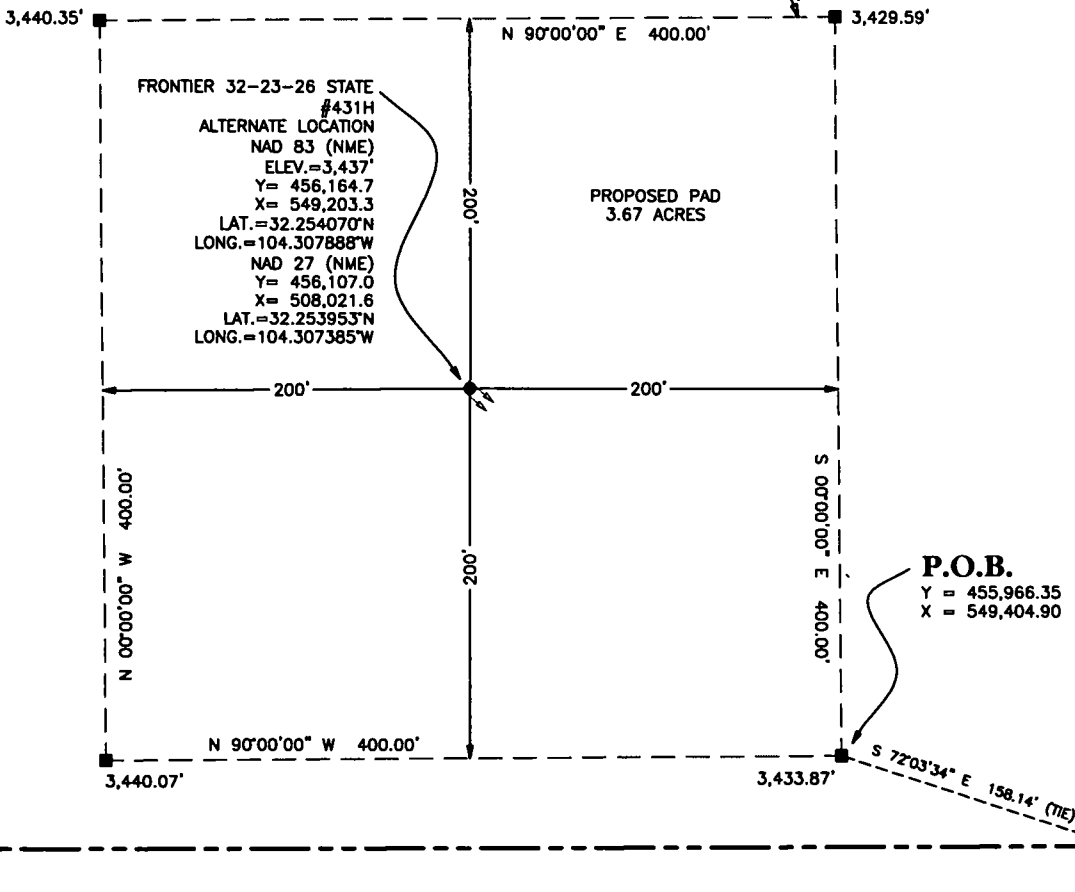 3,440.35'
N 90°00'00" E 400.00'
3,429.59'
FRONTIER 32-23-26 STATE
#431H
ALTERNATE LOCATION
NAD 83 (NME)
ELEV.=3,437'
Y= 456,164.7
X= 549,203.3
LAT.=32.254070°N
LONG.=104.307888°W
NAD 27 (NME)
Y= 456,107.0
X= 508,021.6
LAT.=32.253953°N
LONG.=104.307385°W
200'
PROPOSED PAD
3.67 ACRES
200'
200'
N 00°00'00" W 400.00'
200'
S 00°00'00" E 400.00'
P.O.B.
Y = 455,966.35
X = 549,404.90
N 90°00'00" W 400.00'
3,440.07'
3,433.87'
S 72°03'34" E 158.14' (TIE)